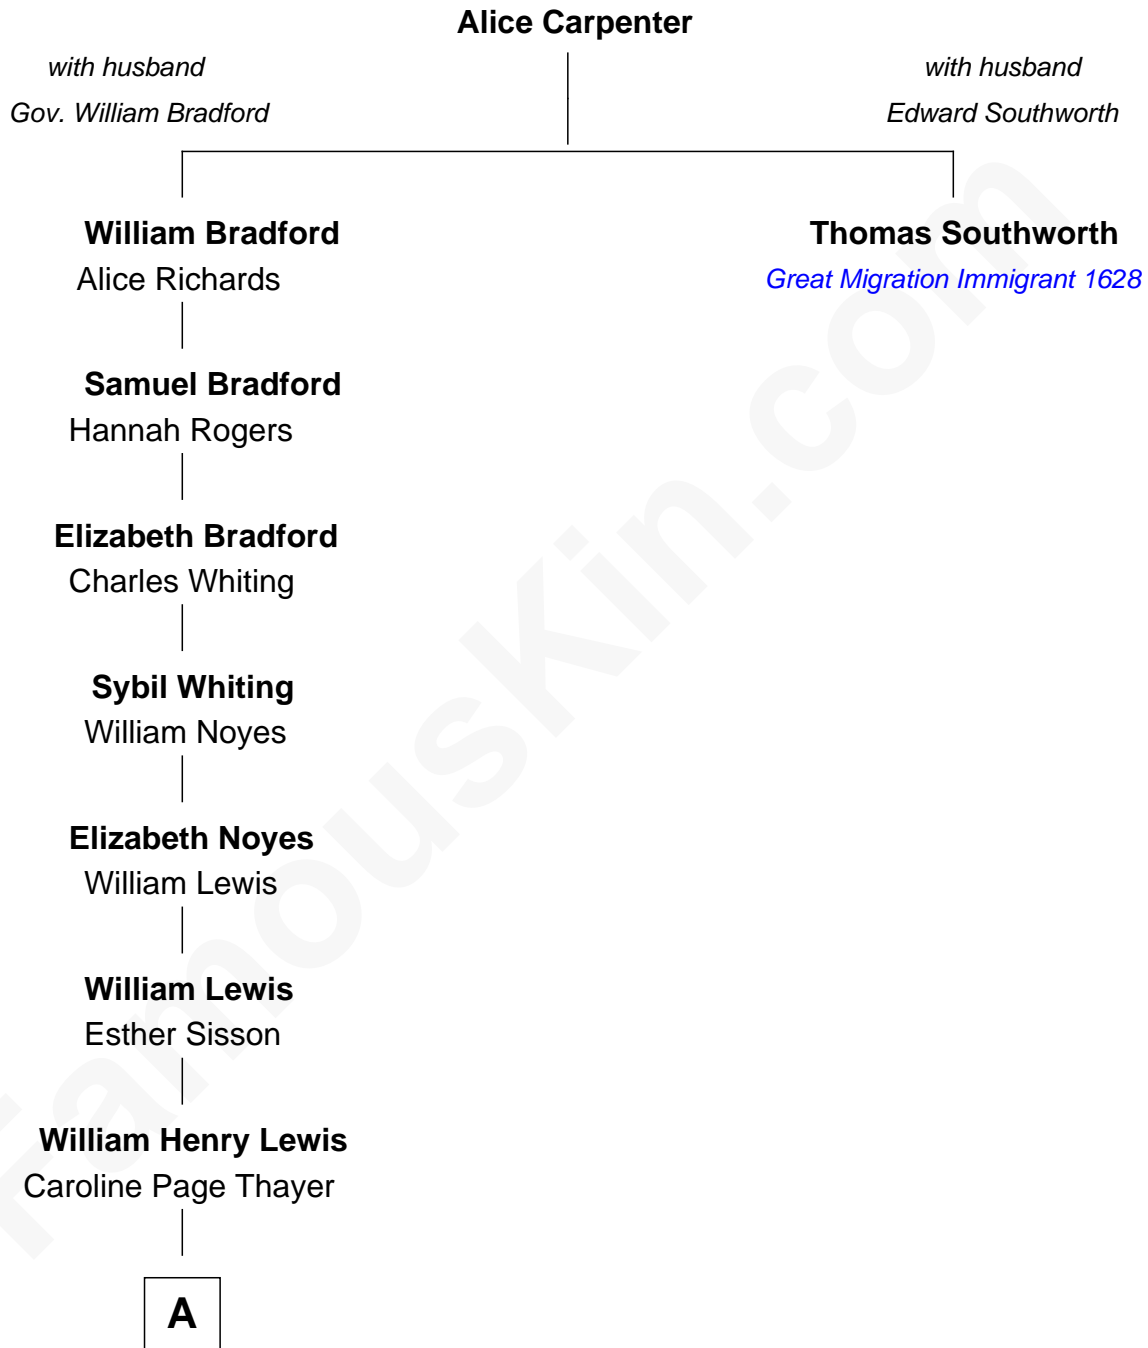 Alice Carpenter
with husband
Gov. William Bradford
with husband
Edward Southworth
William Bradford
Alice Richards
Thomas Southworth
Great Migration Immigrant 1628
Samuel Bradford
Hannah Rogers
Elizabeth Bradford
Charles Whiting
Sybil Whiting
William Noyes
Elizabeth Noyes
William Lewis
William Lewis
Esther Sisson
William Henry Lewis
Caroline Page Thayer
A
FamousKin.com